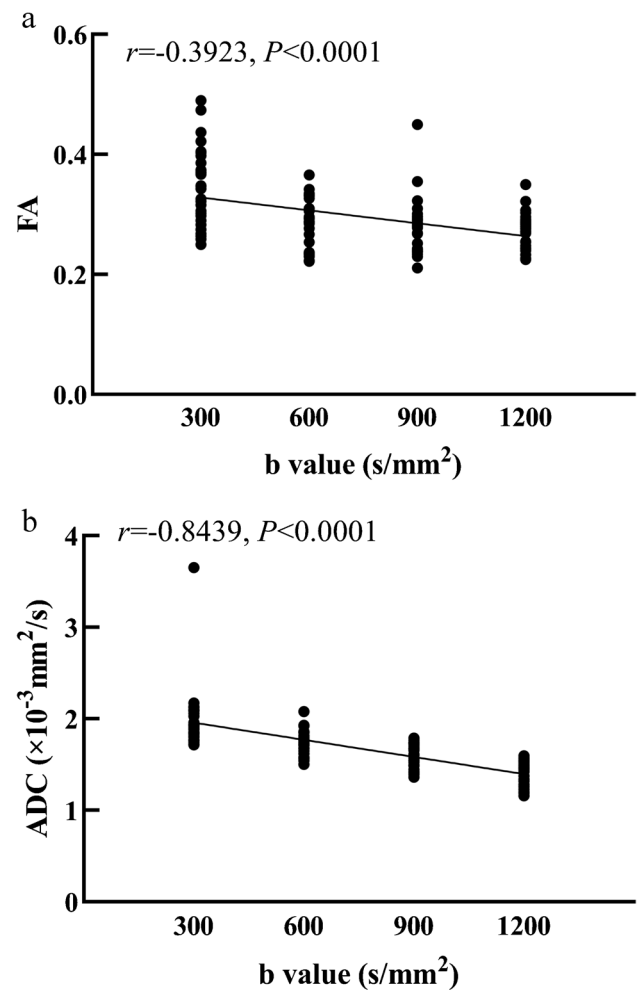 a
r=-0.3923, P<0.0001
0.6
0.4
0.2
0.0
FA
300 600 900 1200
b value (s/mm²)
b
r=-0.8439, P<0.0001
4
3
2
1
0
ADC (×10⁻³mm²/s)
300 600 900 1200
b value (s/mm²)